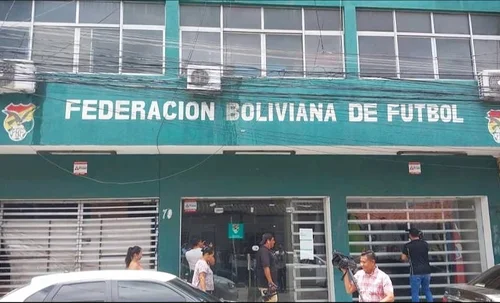 FEDERACION BOLIVIANA DE FUTBOL
70